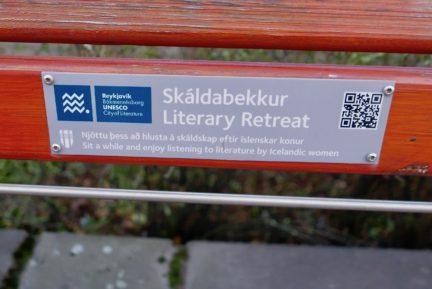 Reykjavík
Bókmenntaborg
UNESCO
City of Literature
Skáldabekkur
Literary Retreat
Njóttu þess að hlusta á skáldskap eftir íslenskar konur
Sit a while and enjoy listening to literature by Icelandic women